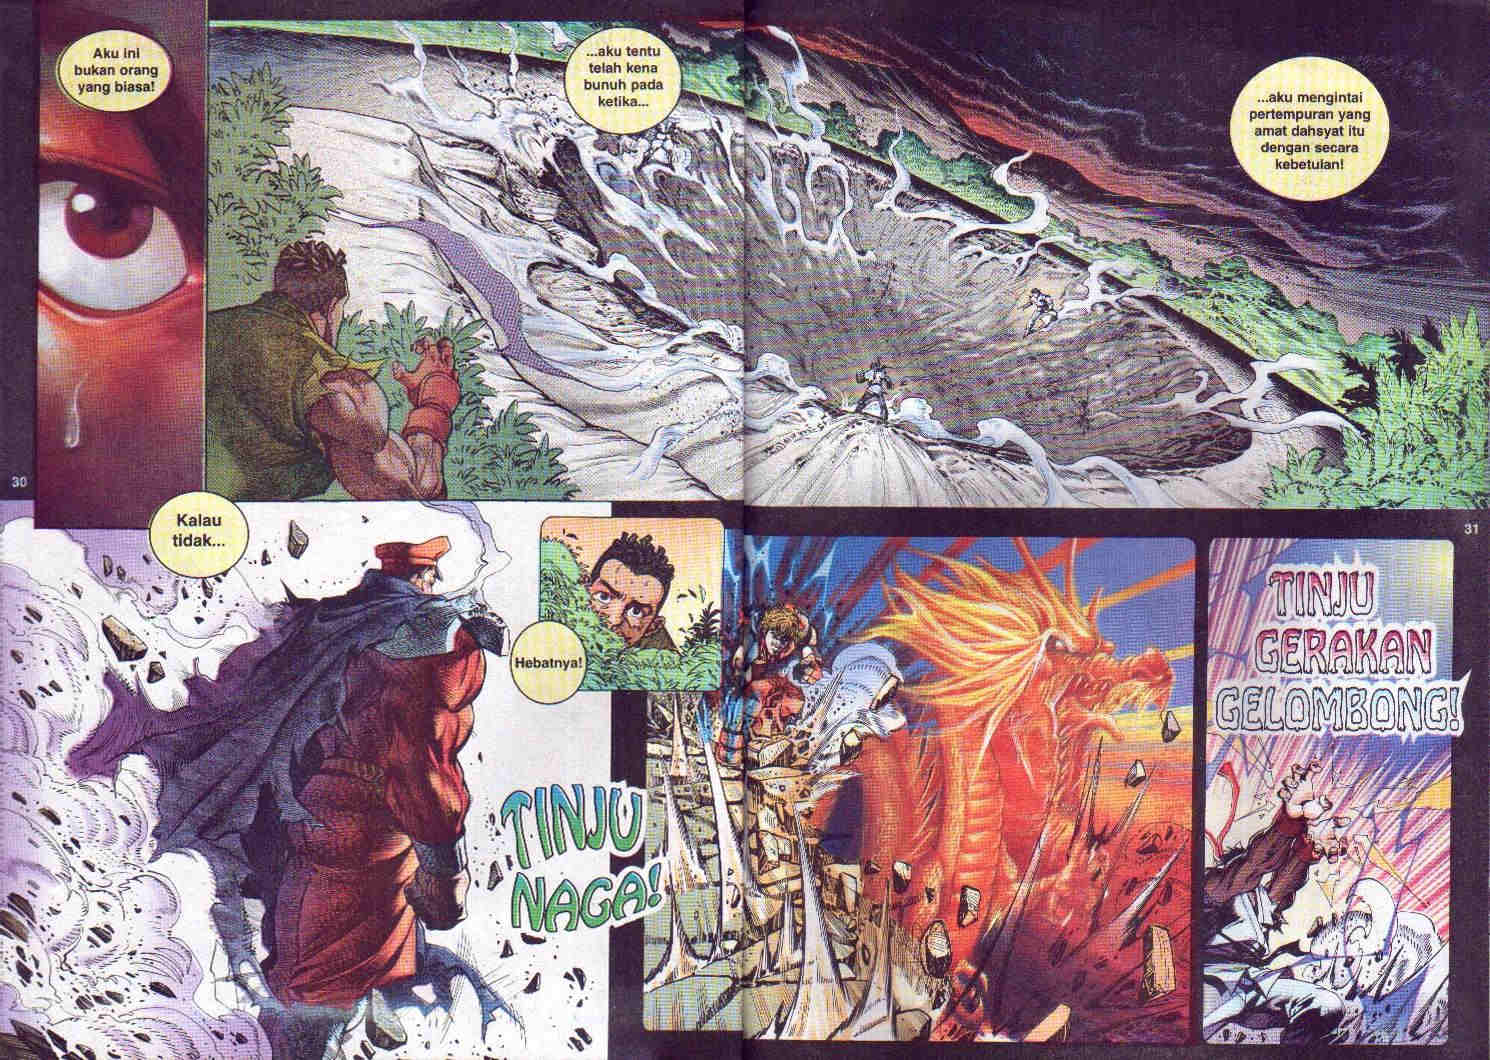 Aku ini
bukan orang
yang biasa!
...aku tentu
telah kena
bunuh pada
ketika...
...aku mengintai
pertempuran yang
amat dahsyat itu
dengan secara
kebetulan!
30
Kalau
tidak...
Hebatnya!
TINJU
NAGA!
31
TINJU
GERAKAN
GELOMBONG!